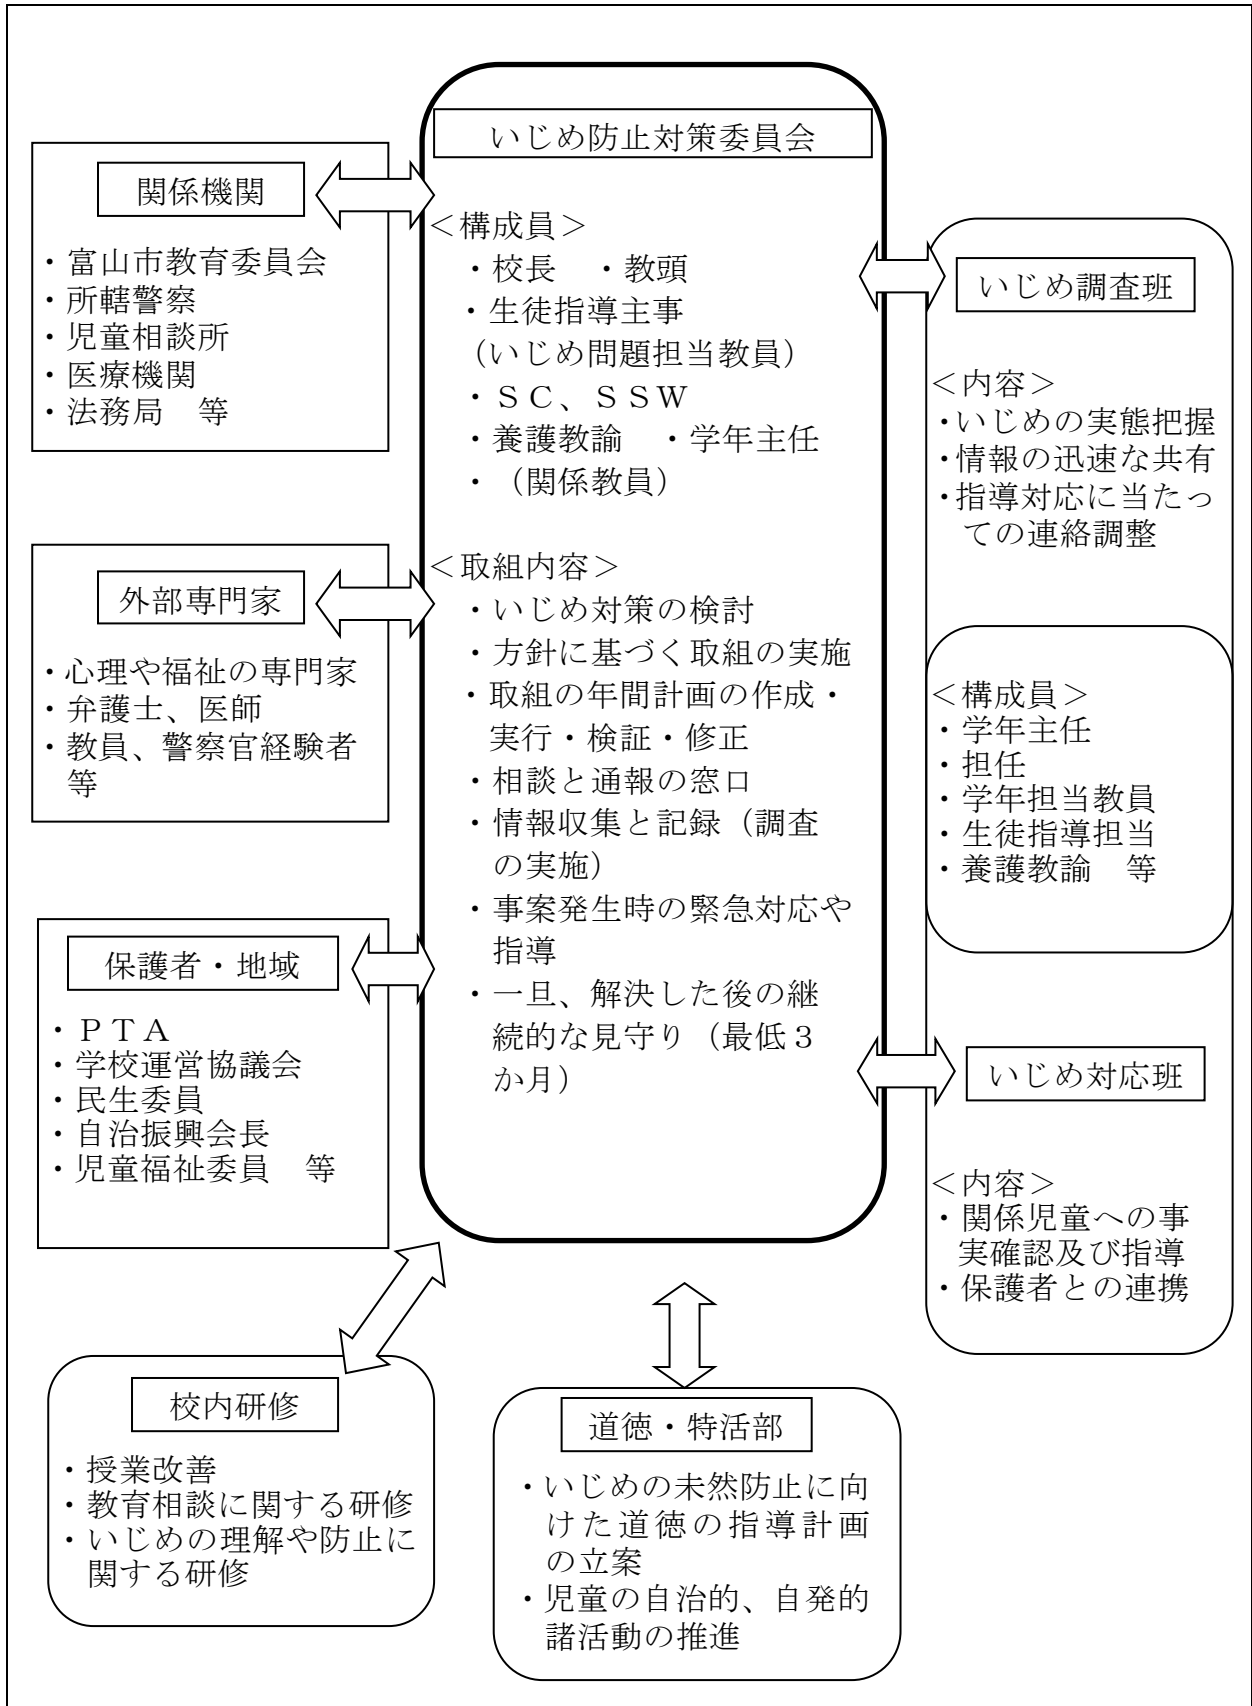 いじめ防止対策委員会
＜構成員＞
・校長　・教頭
・生徒指導主事
（いじめ問題担当教員）
・ＳＣ、ＳＳＷ
・養護教諭　・学年主任
・（関係教員）
＜取組内容＞
・いじめ対策の検討
・方針に基づく取組の実施
・取組の年間計画の作成・
実行・検証・修正
・相談と通報の窓口
・情報収集と記録（調査
の実施）
・事案発生時の緊急対応や
指導
・一旦、解決した後の継
続的な見守り（最低３
か月）
関係機関
・富山市教育委員会
・所轄警察
・児童相談所
・医療機関
・法務局　等
外部専門家
・心理や福祉の専門家
・弁護士、医師
・教員、警察官経験者
等
保護者・地域
・ＰＴＡ
・学校運営協議会
・民生委員
・自治振興会長
・児童福祉委員　等
いじめ調査班
＜内容＞
・いじめの実態把握
・情報の迅速な共有
・指導対応に当たっ
ての連絡調整
＜構成員＞
・学年主任
・担任
・学年担当教員
・生徒指導担当
・養護教諭　等
いじめ対応班
＜内容＞
・関係児童への事
実確認及び指導
・保護者との連携
校内研修
・授業改善
・教育相談に関する研修
・いじめの理解や防止に
関する研修
道徳・特活部
・いじめの未然防止に向
けた道徳の指導計画
の立案
・児童の自治的、自発的
諸活動の推進